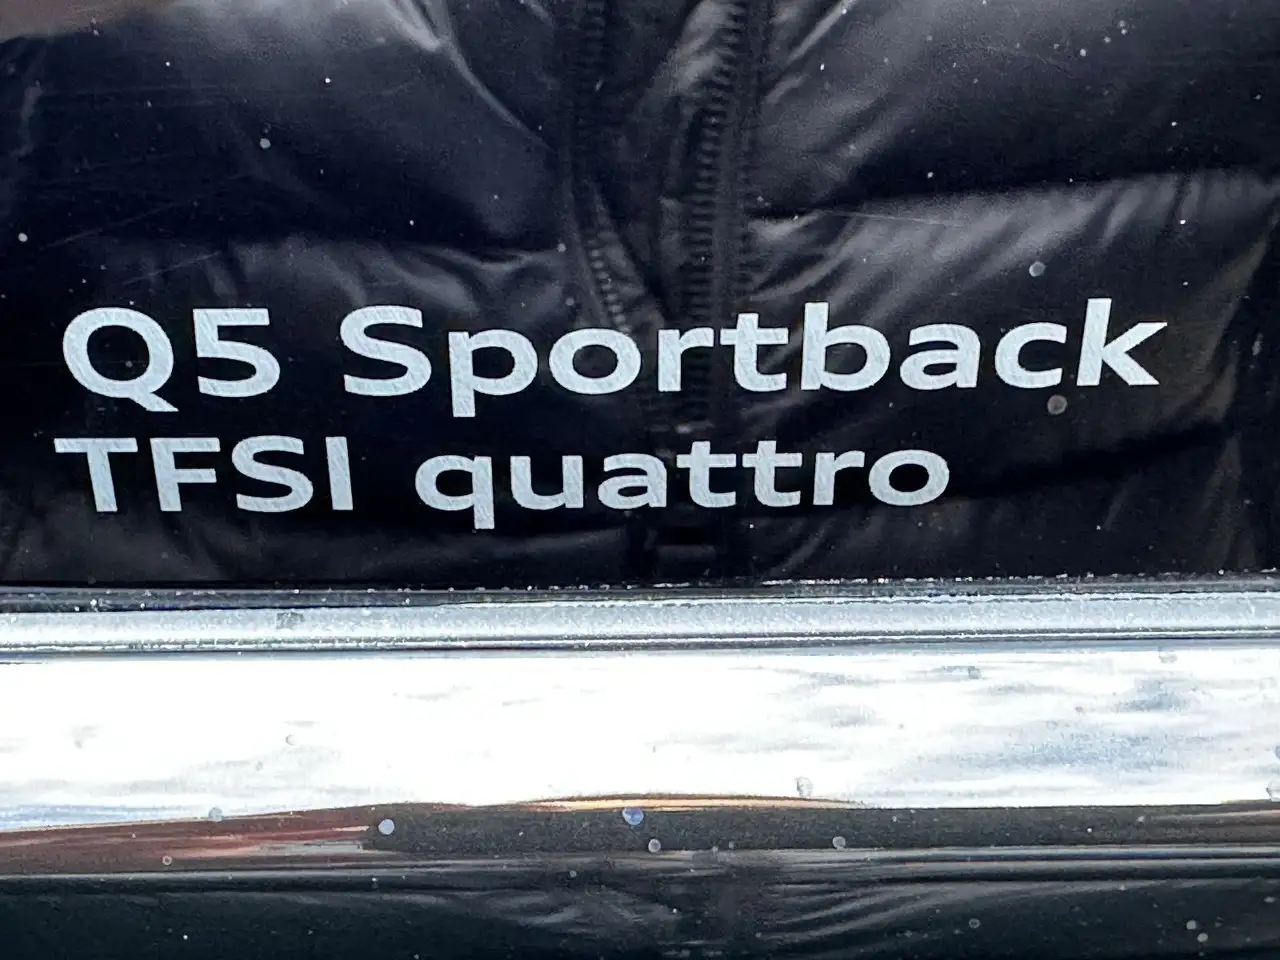 Q5 Sportback
TFSI quattro